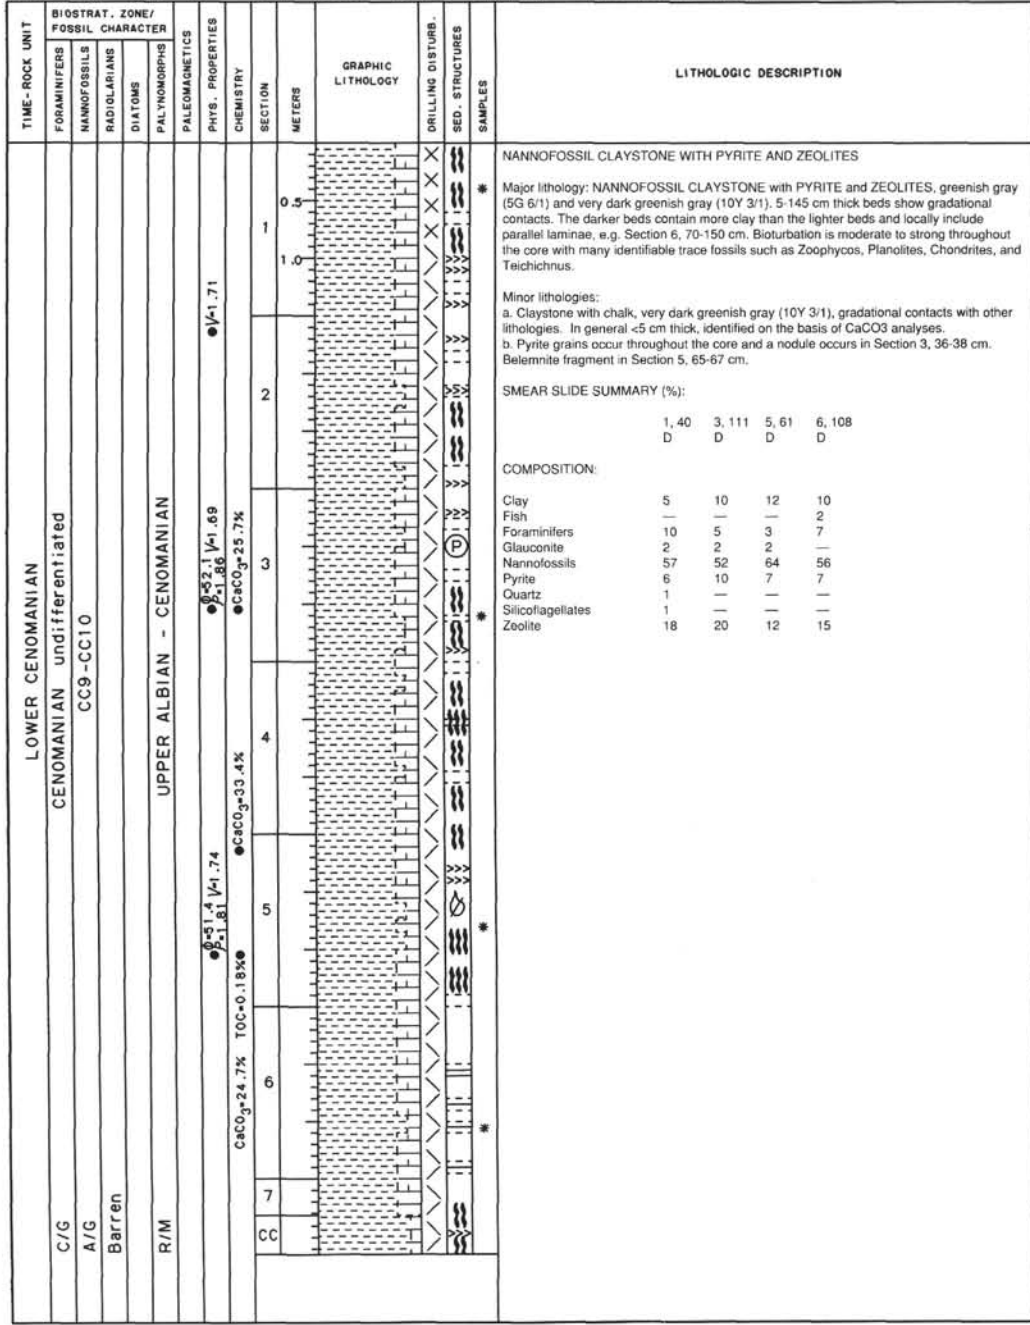 TIME-ROCK UNIT
BIOSTRAT. ZONE/
FOSSIL CHARACTER
FORAMINIFERS
NANNOFOSSILS
RADIOLARIANS
DIATOMS
PALYNOMORPHS
PALEOMAGNETICS
PHYS. PROPERTIES
CHEMISTRY
SECTION
METERS
GRAPHIC
LITHOLOGY
DRILLING DISTURB.
SED. STRUCTURES
SAMPLES
LITHOLOGIC DESCRIPTION
LOWER CENOMANIAN
CENOMANIAN undifferentiated
C/G
CC9-CC10
A/G
Barren
UPPER ALBIAN - CENOMANIAN
R/M
●V=1.71
●Φ=52.1 V=1.69
ρ=1.86
●Φ=51.4 V=1.74
ρ=1.81
●CaCO3=25.7%
●CaCO3=33.4%
TOC=0.18%●
CaCO3=24.7%
1
2
3
4
5
6
7
CC
0.5
1.0
P
NANNOFOSSIL CLAYSTONE WITH PYRITE AND ZEOLITES
Major lithology: NANNOFOSSIL CLAYSTONE with PYRITE and ZEOLITES, greenish gray
(5G 6/1) and very dark greenish gray (10Y 3/1). 5-145 cm thick beds show gradational
contacts. The darker beds contain more clay than the lighter beds and locally include
parallel laminae, e.g. Section 6, 70-150 cm. Bioturbation is moderate to strong throughout
the core with many identifiable trace fossils such as Zoophycos, Planolites, Chondrites, and
Teichichnus.
Minor lithologies:
a. Claystone with chalk, very dark greenish gray (10Y 3/1), gradational contacts with other
lithologies. In general <5 cm thick, identified on the basis of CaCO3 analyses.
b. Pyrite grains occur throughout the core and a nodule occurs in Section 3, 36-38 cm.
Belemnite fragment in Section 5, 65-67 cm.
SMEAR SLIDE SUMMARY (%):
1, 40 3, 111 5, 61 6, 108
D D D D
COMPOSITION:
Clay 5 10 12 10
Fish — — — 2
Foraminifers 10 5 3 7
Glauconite 2 2 2 —
Nannofossils 57 52 64 56
Pyrite 6 10 7 7
Quartz 1 — — —
Silicoflagellates 1 — — —
Zeolite 18 20 12 15